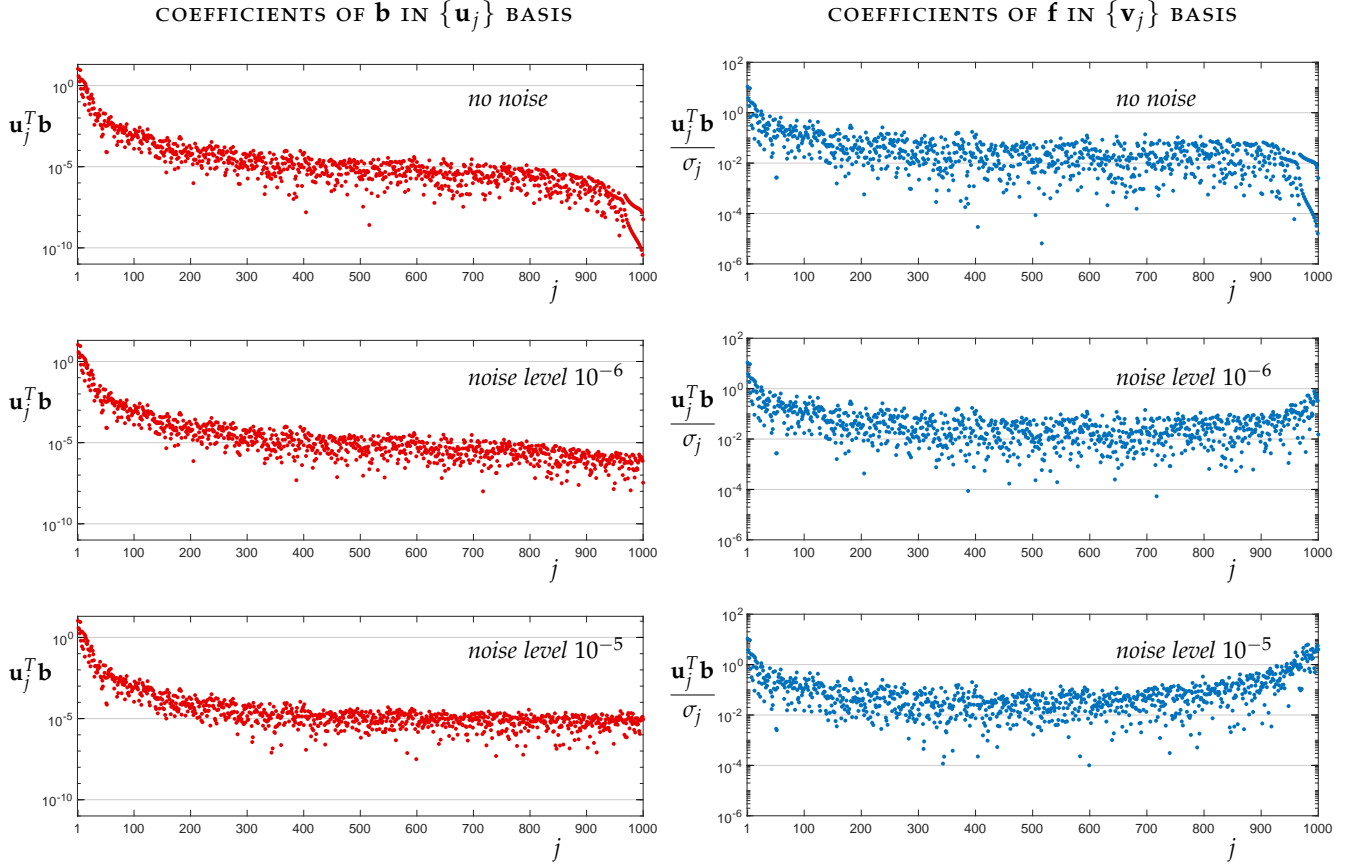 COEFFICIENTS OF b IN {u_j} BASIS
COEFFICIENTS OF f IN {v_j} BASIS
no noise
u_j^T b
10^0
10^-5
10^-10
1 100 200 300 400 500 600 700 800 900 1000
j
no noise
u_j^T b / σ_j
10^2
10^0
10^-2
10^-4
10^-6
1 100 200 300 400 500 600 700 800 900 1000
j
noise level 10^-6
u_j^T b
10^0
10^-5
10^-10
1 100 200 300 400 500 600 700 800 900 1000
j
noise level 10^-6
u_j^T b / σ_j
10^2
10^0
10^-2
10^-4
10^-6
1 100 200 300 400 500 600 700 800 900 1000
j
noise level 10^-5
u_j^T b
10^0
10^-5
10^-10
1 100 200 300 400 500 600 700 800 900 1000
j
noise level 10^-5
u_j^T b / σ_j
10^2
10^0
10^-2
10^-4
10^-6
1 100 200 300 400 500 600 700 800 900 1000
j